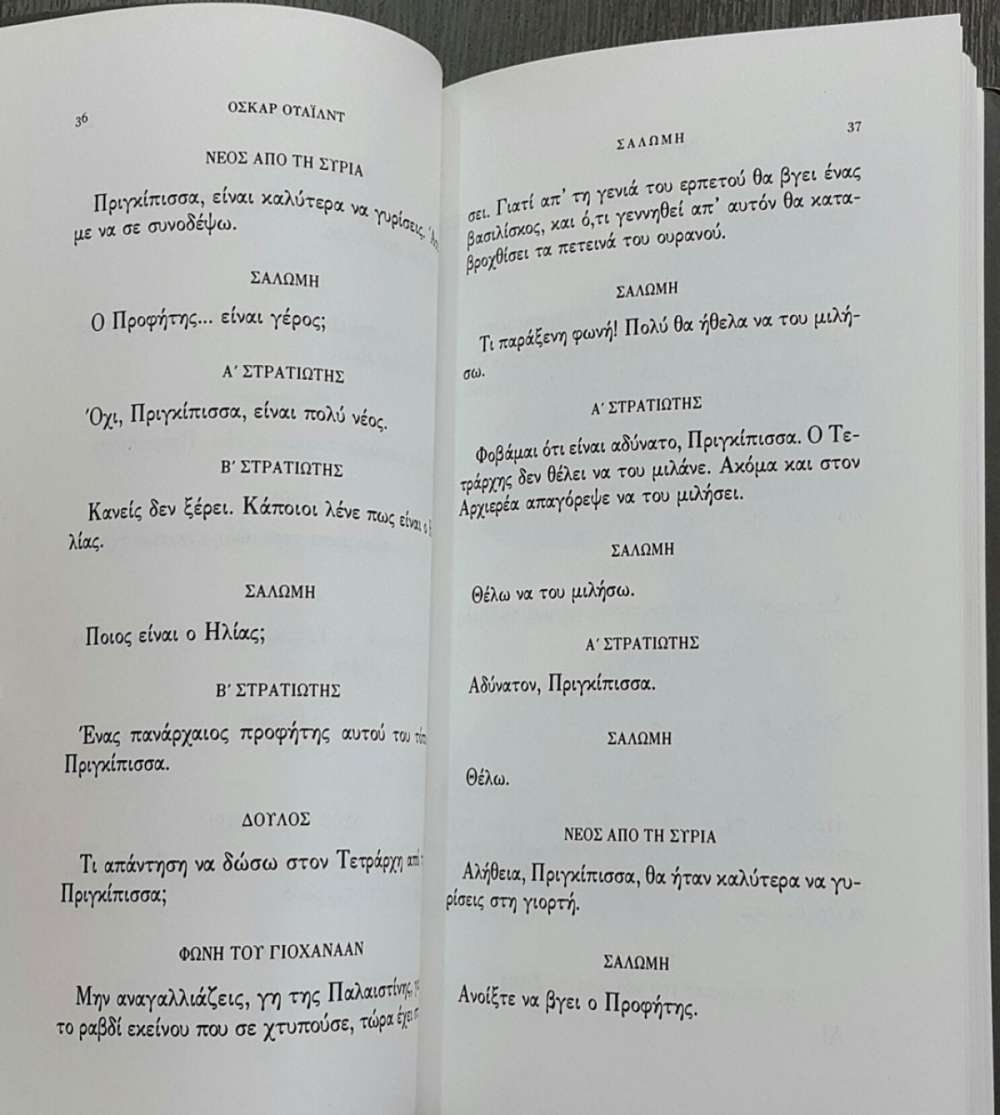 36
ΟΣΚΑΡ ΟΥΑΪΛΝΤ
ΝΕΟΣ ΑΠΟ ΤΗ ΣΥΡΙΑ
Πριγκίπισσα, είναι καλύτερα να γυρίσεις.
με να σε συνοδέψω.
ΣΑΛΩΜΗ
Ο Προφήτης... είναι γέρος;
Α' ΣΤΡΑΤΙΩΤΗΣ
Όχι, Πριγκίπισσα, είναι πολύ νέος.
Β' ΣΤΡΑΤΙΩΤΗΣ
Κανείς δεν ξέρει. Κάποιοι λένε πως είναι ο
λίας.
ΣΑΛΩΜΗ
Ποιος είναι ο Ηλίας;
Β' ΣΤΡΑΤΙΩΤΗΣ
Ένας πανάρχαιος προφήτης αυτού του
Πριγκίπισσα.
ΔΟΥΛΟΣ
Τι απάντηση να δώσω στον Τετράρχη
Πριγκίπισσα;
ΦΩΝΗ ΤΟΥ ΓΙΟΧΑΝΑΑΝ
Μην αναγαλλιάζεις, γη της Παλαιστίνης,
το ραβδί εκείνου που σε χτυπούσε, τώρα έχει
37
ΣΑΛΩΜΗ
σει. Γιατί απ' τη γενιά του ερπετού θα βγει ένας
βασιλίσκος, και ό,τι γεννηθεί απ' αυτόν θα κατα-
βροχθίσει τα πετεινά του ουρανού.
ΣΑΛΩΜΗ
Τι παράξενη φωνή! Πολύ θα ήθελα να του μιλή-
σω.
Α' ΣΤΡΑΤΙΩΤΗΣ
Φοβάμαι ότι είναι αδύνατο, Πριγκίπισσα. Ο Τε-
τράρχης δεν θέλει να του μιλάνε. Ακόμα και στον
Αρχιερέα απαγόρεψε να του μιλήσει.
ΣΑΛΩΜΗ
Θέλω να του μιλήσω.
Α' ΣΤΡΑΤΙΩΤΗΣ
Αδύνατον, Πριγκίπισσα.
ΣΑΛΩΜΗ
Θέλω.
ΝΕΟΣ ΑΠΟ ΤΗ ΣΥΡΙΑ
Αλήθεια, Πριγκίπισσα, θα ήταν καλύτερα να γυ-
ρίσεις στη γιορτή.
ΣΑΛΩΜΗ
Ανοίξτε να βγει ο Προφήτης.